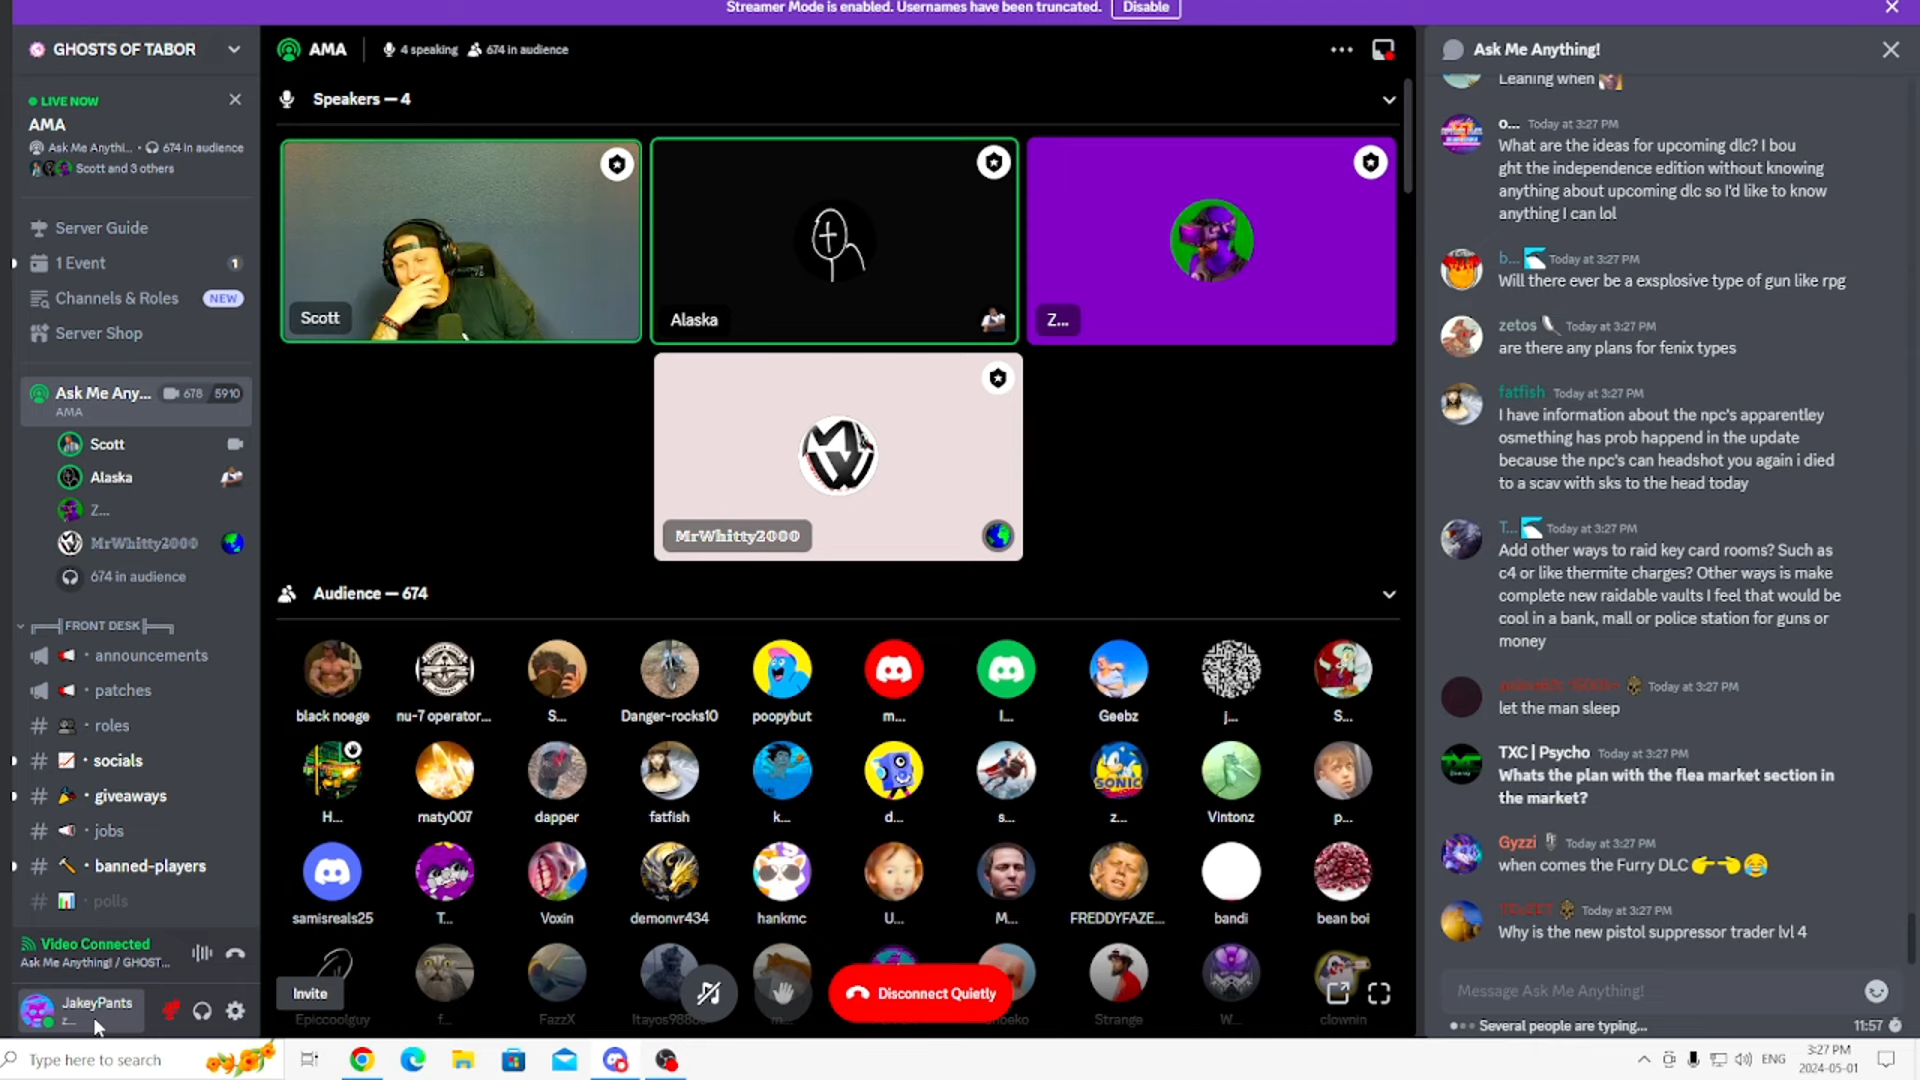 Streamer Mode is enabled. Usernames have been truncated. Disable
GHOSTS OF TABOR
LIVE NOW
AMA
Ask Me Anythi... • 674 in audience
Scott and 3 others
Server Guide
1 Event 1
Channels & Roles NEW
Server Shop
Ask Me Any... 678 5910
AMA
Scott
Alaska
Z...
MrWhitty2000
674 in audience
FRONT DESK
announcements
patches
roles
socials
giveaways
jobs
banned-players
polls
Video Connected
Ask Me Anything! / GHOST...
JakeyPants
z...
AMA 4 speaking 674 in audience
Speakers — 4
Scott
Alaska
Z...
MrWhitty2000
Audience — 674
black noege nu-7 operator... S... Danger-rocks10 poopybut m... I... Geebz j... S...
SONIC
H... maty007 dapper fatfish k... d... s... z... Vintonz p...
samisreals25 T... Voxin demonvr434 hankmc U... M... FREDDYFAZE... bandi bean boi
Invite
Disconnect Quietly
Epiccoolguy f... FazzX m... Strange W... clownin
Ask Me Anything!
Leaning when
o... Today at 3:27 PM
What are the ideas for upcoming dlc? I bou
ght the independence edition without knowing
anything about upcoming dlc so I'd like to know
anything I can lol
b... Today at 3:27 PM
Will there ever be a exsplosive type of gun like rpg
zetos Today at 3:27 PM
are there any plans for fenix types
fatfish Today at 3:27 PM
I have information about the npc's apparentley
osmething has prob happend in the update
because the npc's can headshot you again i died
to a scav with sks to the head today
T... Today at 3:27 PM
Add other ways to raid key card rooms? Such as
c4 or like thermite charges? Other ways is make
complete new raidable vaults I feel that would be
cool in a bank, mall or police station for guns or
money
Today at 3:27 PM
let the man sleep
TXC | Psycho Today at 3:27 PM
Whats the plan with the flea market section in
the market?
Gyzzi Today at 3:27 PM
when comes the Furry DLC
Today at 3:27 PM
Why is the new pistol suppressor trader lvl 4
Message Ask Me Anything!
Several people are typing... 11:57
Type here to search
ENG
3:27 PM
2024-05-01